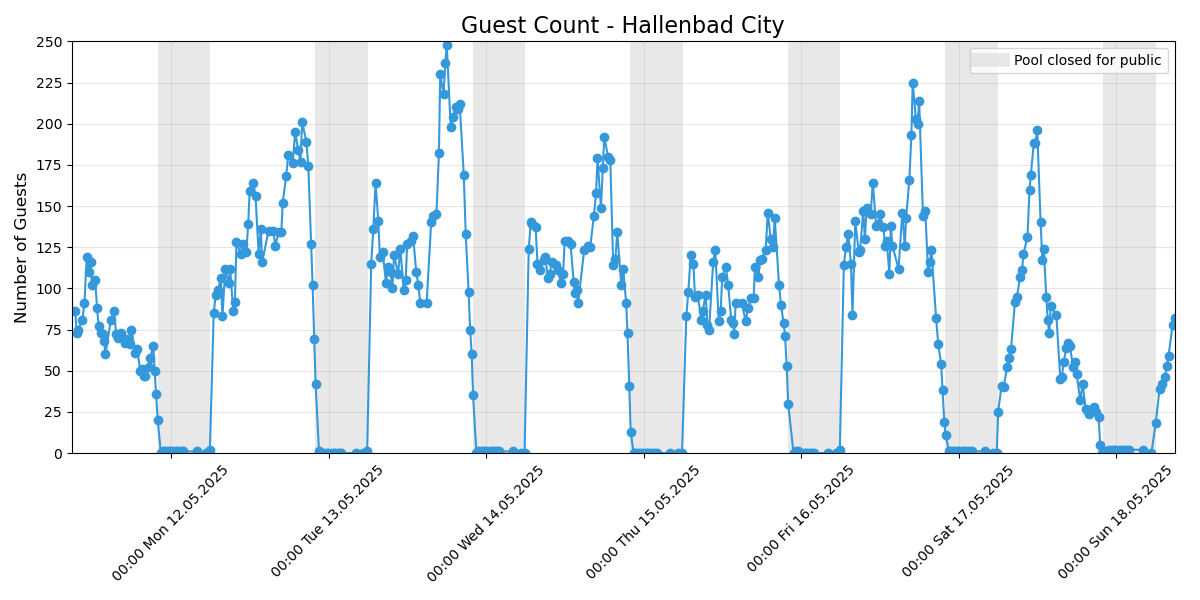 Guest Count - Hallenbad City
Number of Guests
250
225
200
175
150
125
100
75
50
25
0
Pool closed for public
00:00 Mon 12.05.2025
00:00 Tue 13.05.2025
00:00 Wed 14.05.2025
00:00 Thu 15.05.2025
00:00 Fri 16.05.2025
00:00 Sat 17.05.2025
00:00 Sun 18.05.2025